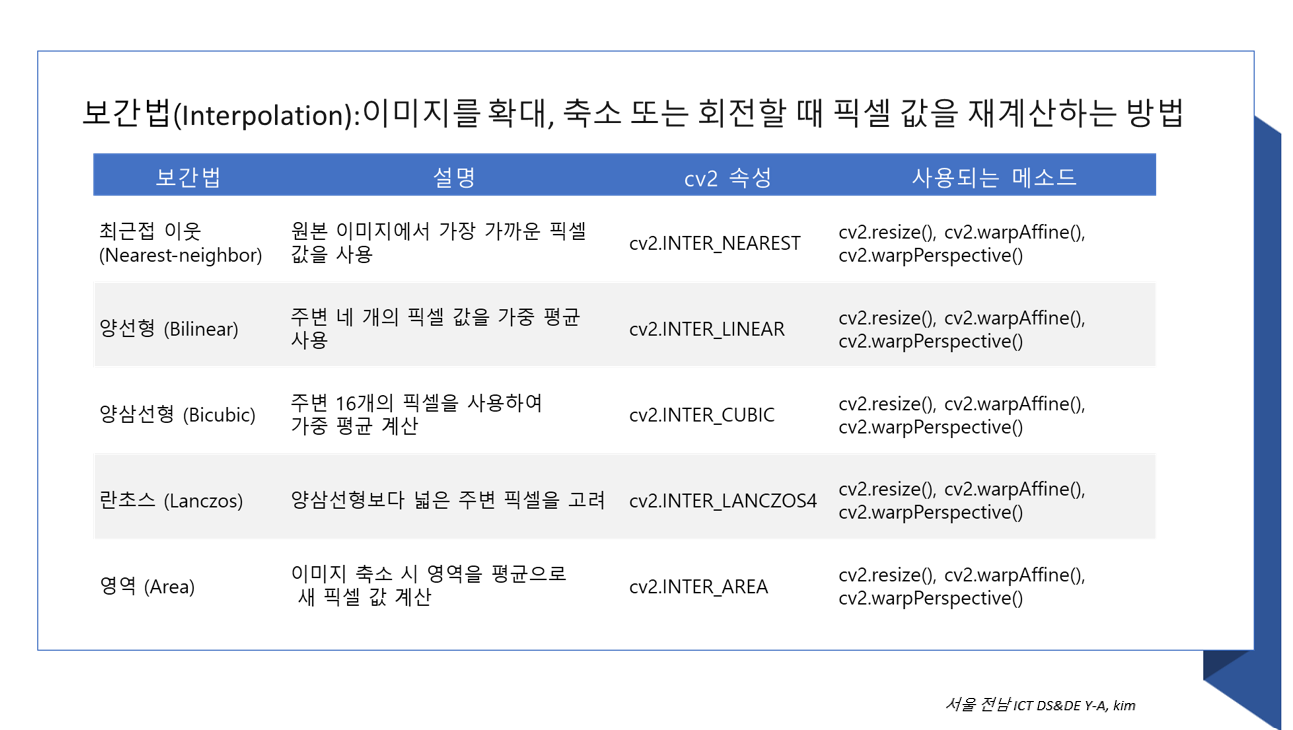 보간법(Interpolation):이미지를 확대, 축소 또는 회전할 때 픽셀 값을 재계산하는 방법
보간법 설명 cv2 속성 사용되는 메소드
최근접 이웃
(Nearest-neighbor)
원본 이미지에서 가장 가까운 픽셀
값을 사용
cv2.INTER_NEAREST
cv2.resize(), cv2.warpAffine(),
cv2.warpPerspective()
양선형 (Bilinear)
주변 네 개의 픽셀 값을 가중 평균
사용
cv2.INTER_LINEAR
cv2.resize(), cv2.warpAffine(),
cv2.warpPerspective()
양삼선형 (Bicubic)
주변 16개의 픽셀을 사용하여
가중 평균 계산
cv2.INTER_CUBIC
cv2.resize(), cv2.warpAffine(),
cv2.warpPerspective()
란초스 (Lanczos)
양삼선형보다 넓은 주변 픽셀을 고려
cv2.INTER_LANCZOS4
cv2.resize(), cv2.warpAffine(),
cv2.warpPerspective()
영역 (Area)
이미지 축소 시 영역을 평균으로
새 픽셀 값 계산
cv2.INTER_AREA
cv2.resize(), cv2.warpAffine(),
cv2.warpPerspective()
서울 전남 ICT DS&DE Y-A, kim